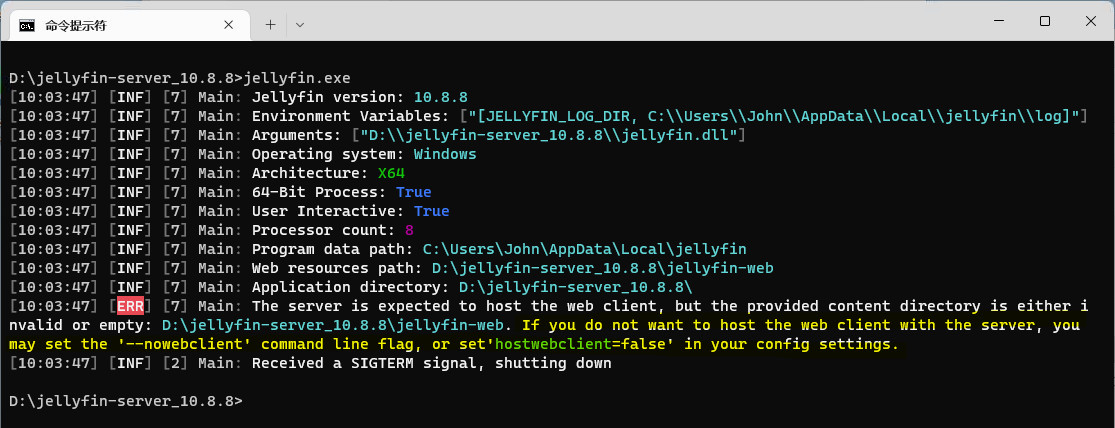 命令提示符
D:\jellyfin-server_10.8.8>jellyfin.exe
[10:03:47] [INF] [7] Main: Jellyfin version: 10.8.8
[10:03:47] [INF] [7] Main: Environment Variables: ["[JELLYFIN_LOG_DIR, C:\\Users\\John\\AppData\\Local\\jellyfin\\log]"]
[10:03:47] [INF] [7] Main: Arguments: ["D:\\jellyfin-server_10.8.8\\jellyfin.dll"]
[10:03:47] [INF] [7] Main: Operating system: Windows
[10:03:47] [INF] [7] Main: Architecture: X64
[10:03:47] [INF] [7] Main: 64-Bit Process: True
[10:03:47] [INF] [7] Main: User Interactive: True
[10:03:47] [INF] [7] Main: Processor count: 8
[10:03:47] [INF] [7] Main: Program data path: C:\Users\John\AppData\Local\jellyfin
[10:03:47] [INF] [7] Main: Web resources path: D:\jellyfin-server_10.8.8\jellyfin-web
[10:03:47] [INF] [7] Main: Application directory: D:\jellyfin-server_10.8.8\
[10:03:47] [ERR] [7] Main: The server is expected to host the web client, but the provided content directory is either i
nvalid or empty: D:\jellyfin-server_10.8.8\jellyfin-web. If you do not want to host the web client with the server, you
may set the '--nowebclient' command line flag, or set'hostwebclient=false' in your config settings.
[10:03:47] [INF] [2] Main: Received a SIGTERM signal, shutting down
D:\jellyfin-server_10.8.8>